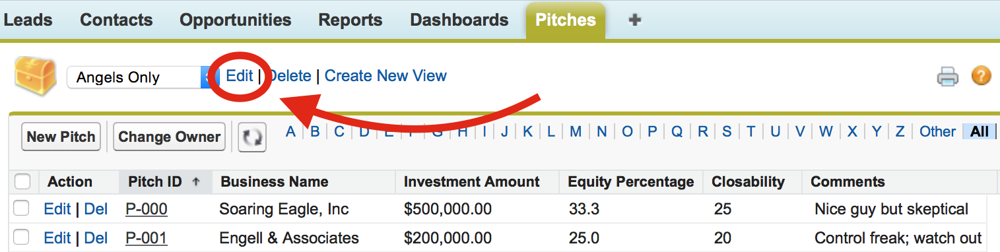 Leads Contacts Opportunities Reports Dashboards Pitches
Angels Only Edit | Delete | Create New View
New Pitch Change Owner A B C D E F G H I J K L M N O P Q R S T U V W X Y Z Other All
Action Pitch ID Business Name Investment Amount Equity Percentage Closability Comments
Edit | Del P-000 Soaring Eagle, Inc $500,000.00 33.3 25 Nice guy but skeptical
Edit | Del P-001 Engell & Associates $200,000.00 25.0 20 Control freak; watch out